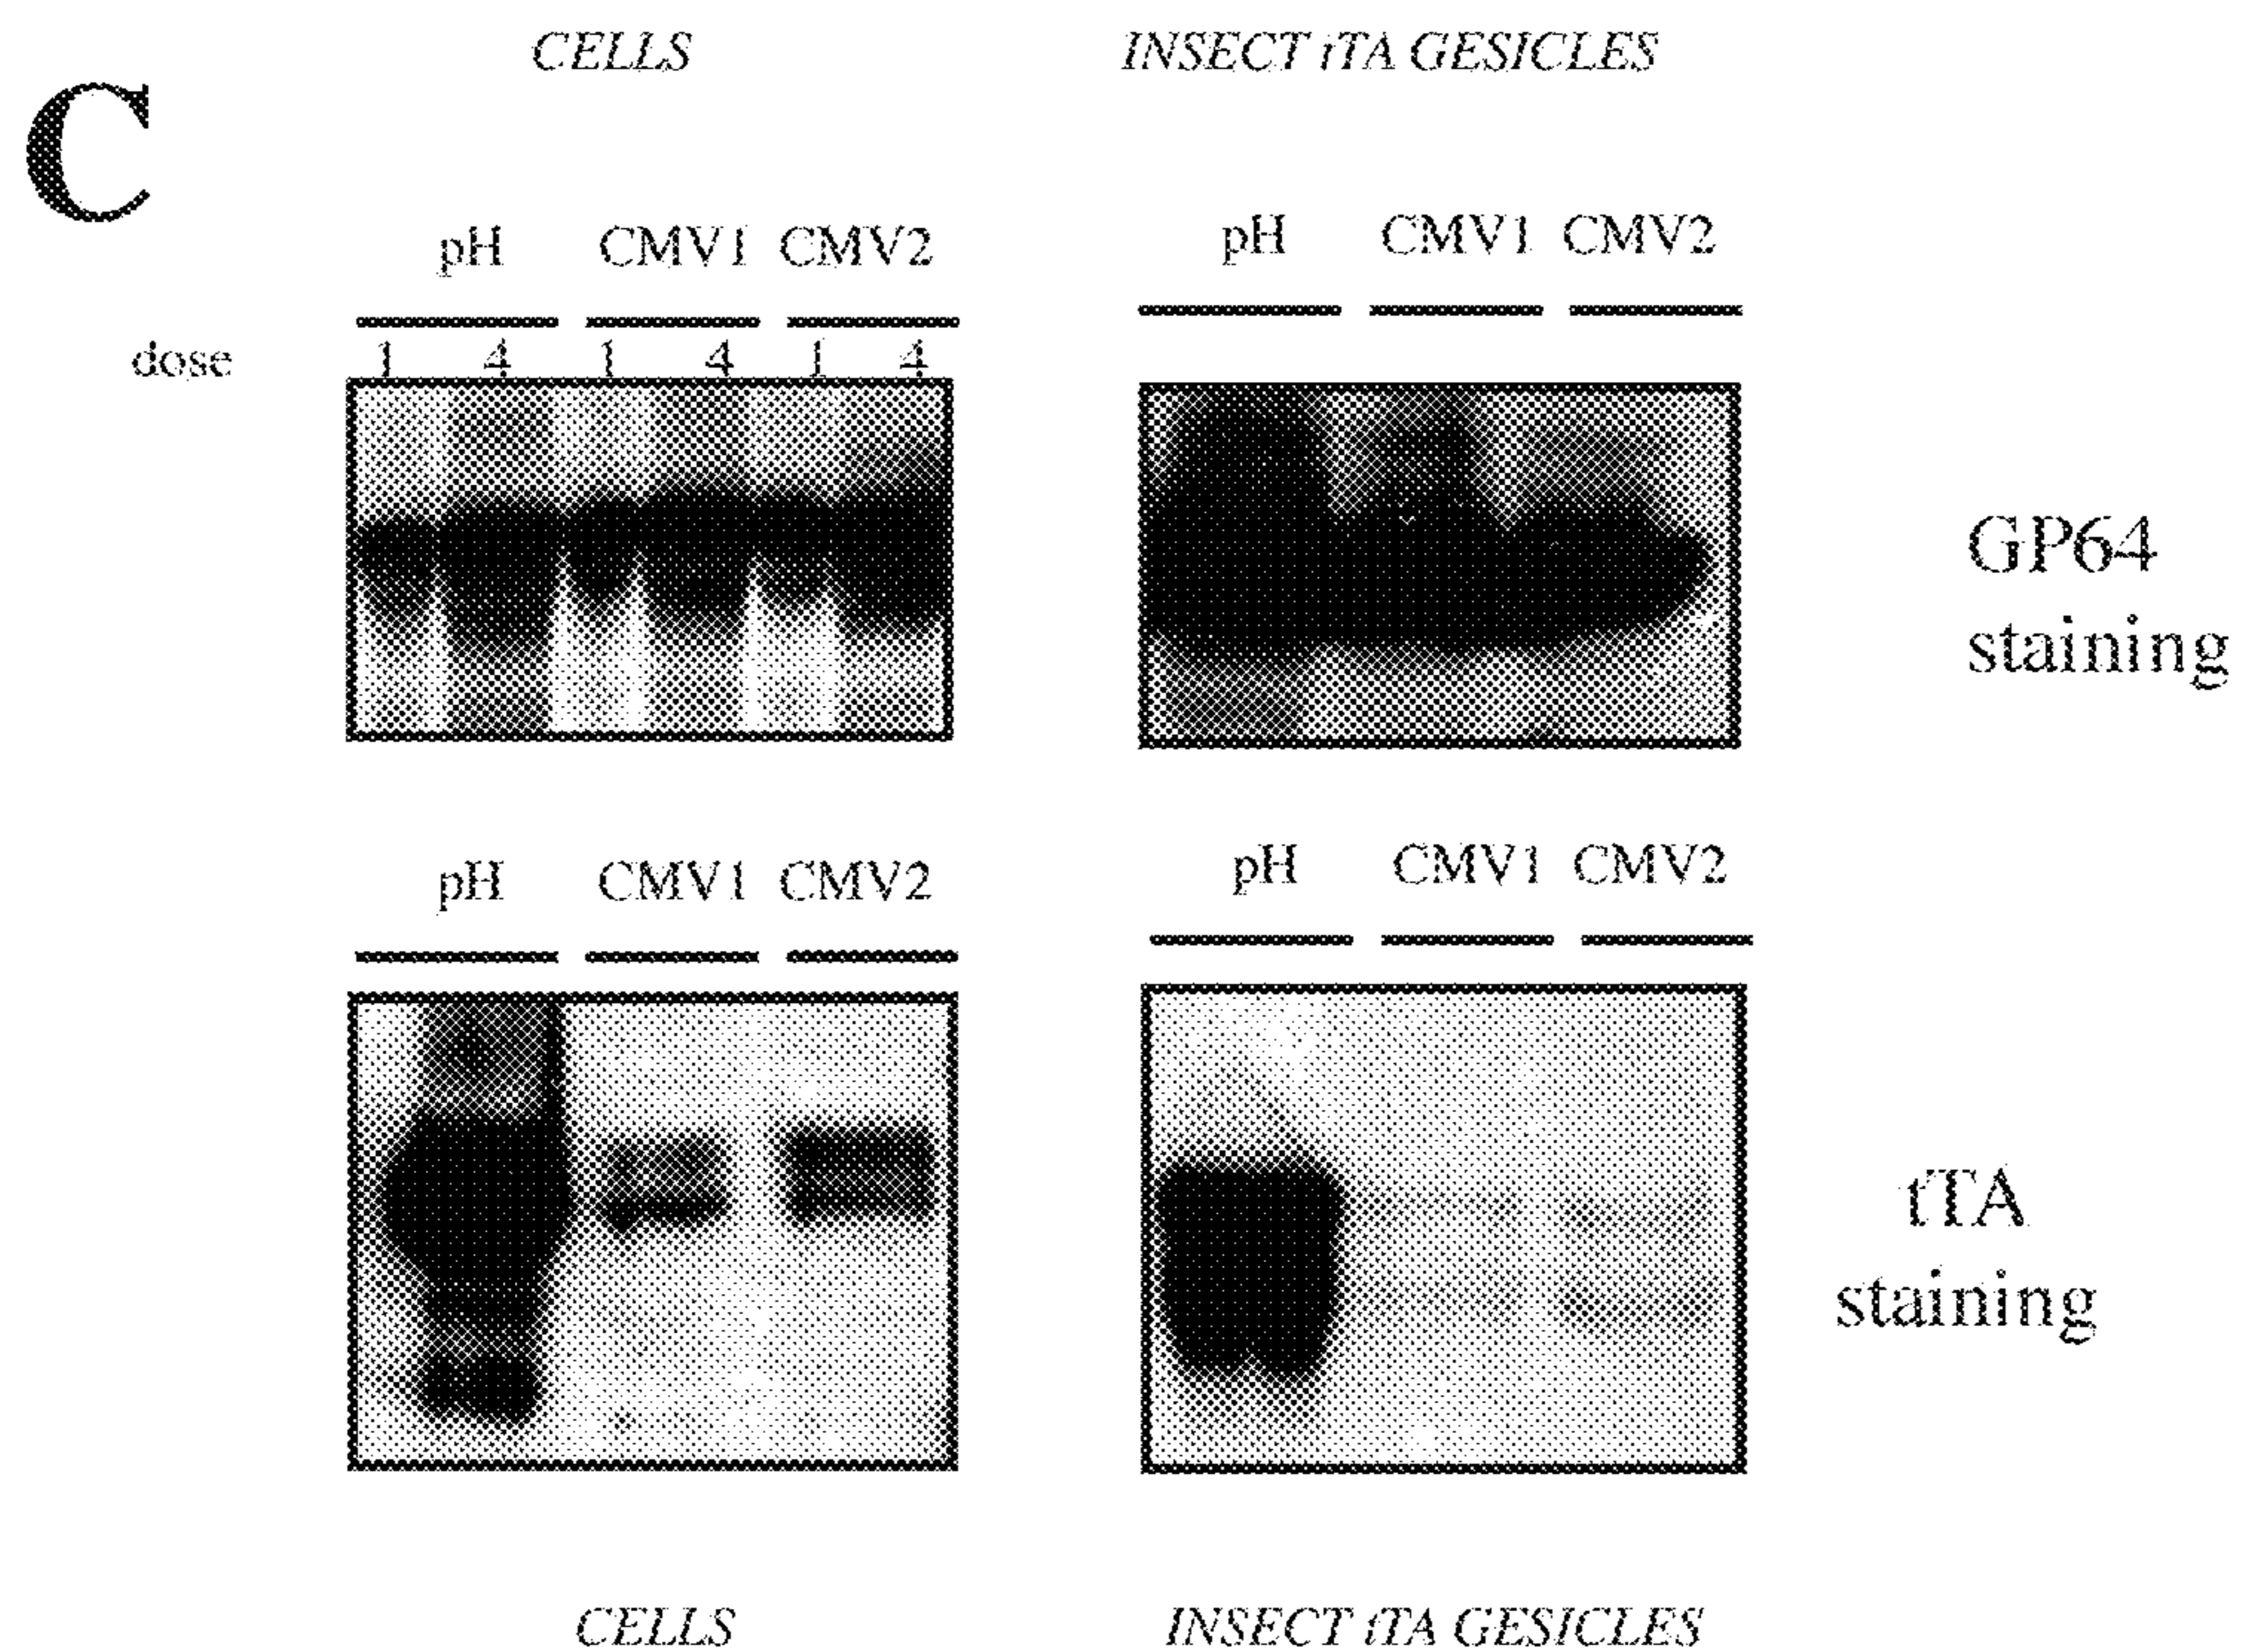 CELLS INSECT tTA GESICLES
C
pH CMV1 CMV2 pH CMV1 CMV2
dose 1 4 1 4 1 4
GP64
staining
pH CMV1 CMV2 pH CMV1 CMV2
tTA
staining
CELLS INSECT tTA GESICLES